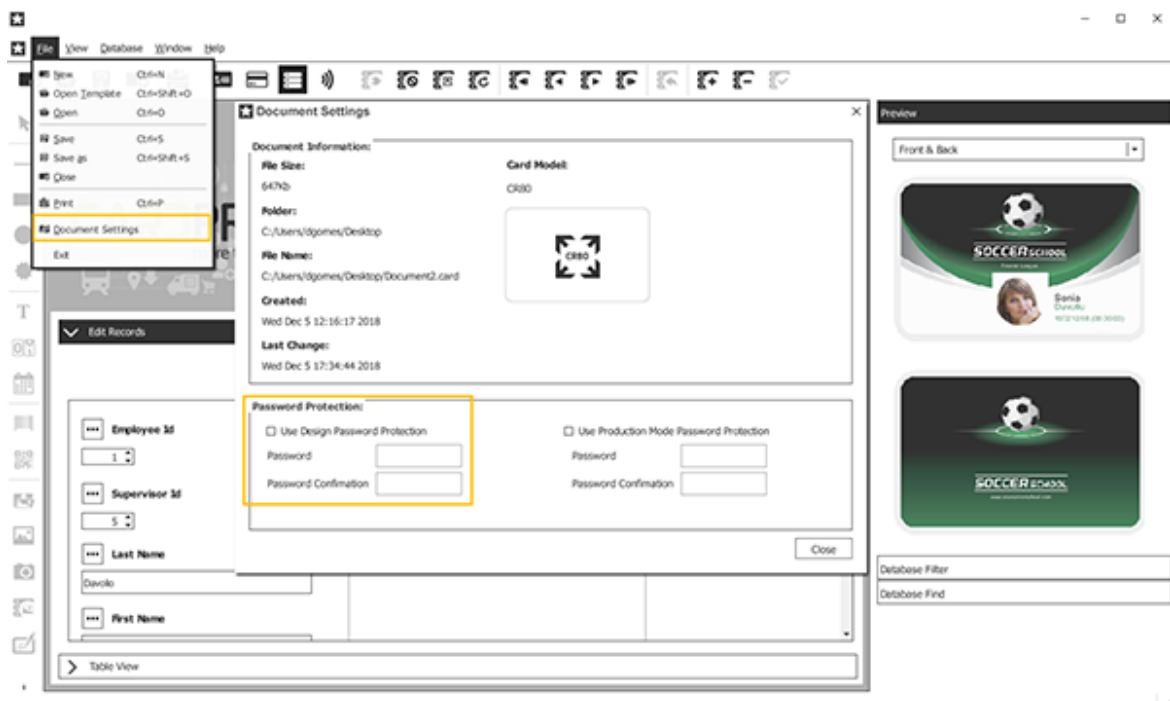 File View Database Window Help
New Ctrl+N
Open Template Ctrl+Shift+O
Open Ctrl+O
Save Ctrl+S
Save as Ctrl+Shift+S
Close
Print Ctrl+P
Document Settings
Exit
Document Settings
Document Information:
File Size:
647Kb
Folder:
C:/Users/dgomes/Desktop
File Name:
C:/Users/dgomes/Desktop/Document2.card
Created:
Wed Dec 5 12:16:17 2018
Last Change:
Wed Dec 5 17:34:44 2018
Card Model:
CR80
CR80
Password Protection:
Use Design Password Protection
Password
Password Confimation
Use Production Mode Password Protection
Password
Password Confimation
Close
Edit Records
Employee Id
1
Supervisor Id
5
Last Name
Davolio
First Name
Table View
Preview
Front & Back
SOCCER SCHOOL
Sonia
SOCCER SCHOOL
Database Filter
Database Find